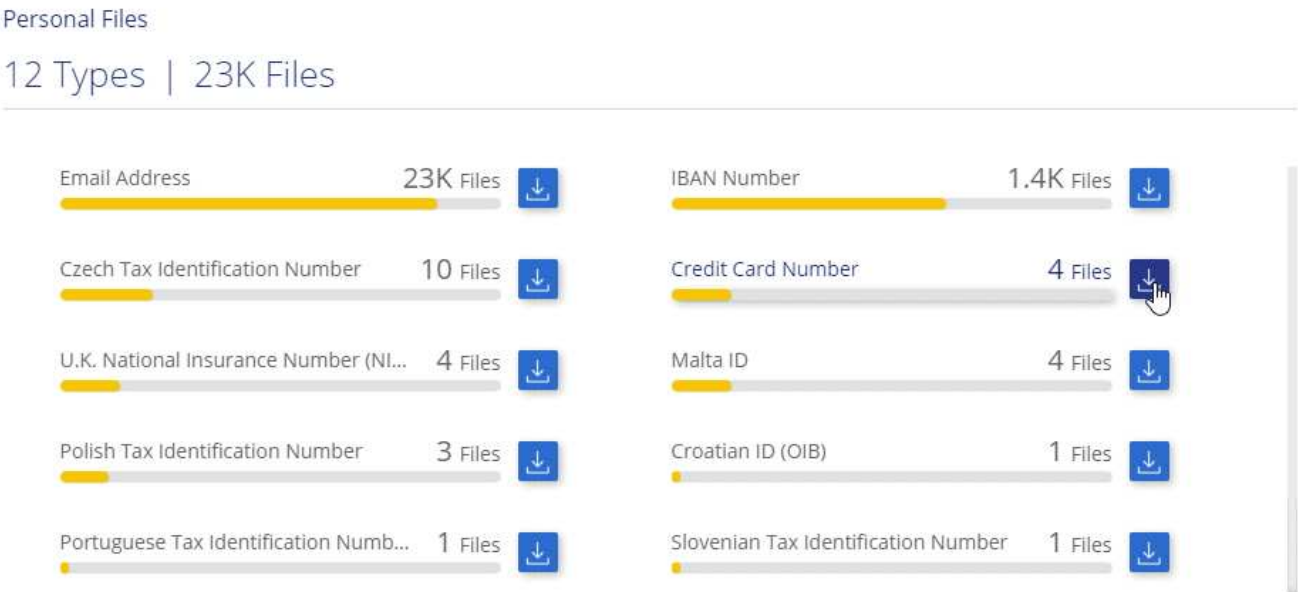 Personal Files
12 Types | 23K Files
Email Address 23K Files
IBAN Number 1.4K Files
Czech Tax Identification Number 10 Files
Credit Card Number 4 Files
U.K. National Insurance Number (NI... 4 Files
Malta ID 4 Files
Polish Tax Identification Number 3 Files
Croatian ID (OIB) 1 Files
Portuguese Tax Identification Numb... 1 Files
Slovenian Tax Identification Number 1 Files